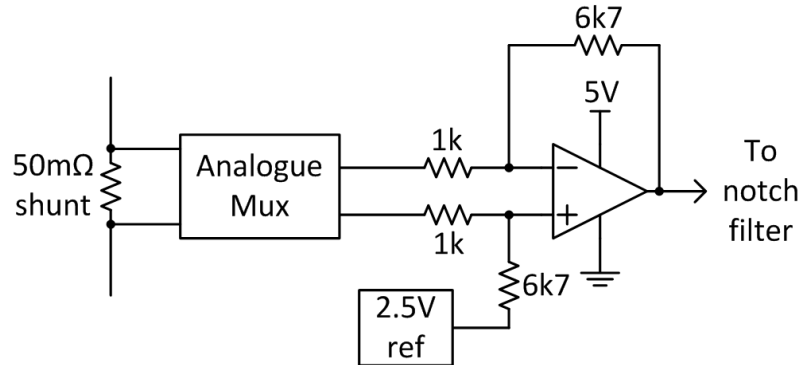 6k7
5V
1k
50mΩ
shunt
Analogue
Mux
To
notch
filter
1k
6k7
2.5V
ref